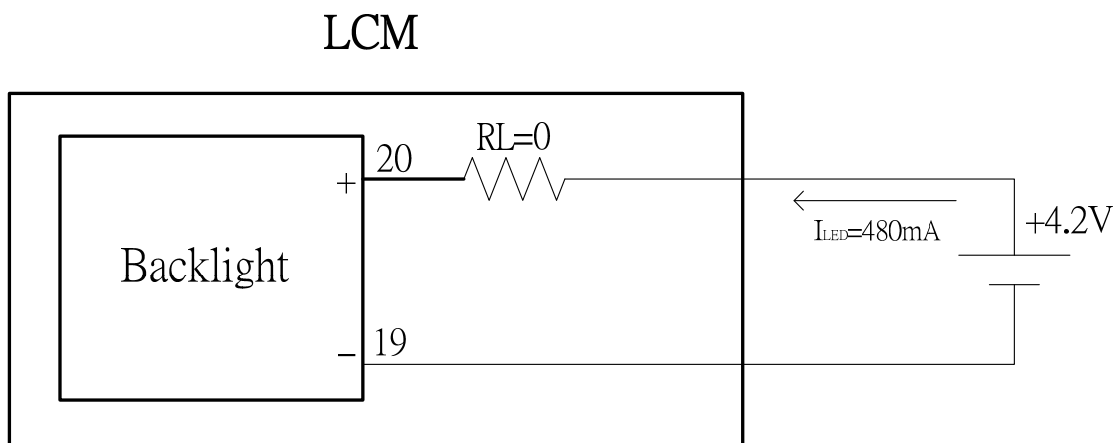 LCM
RL=0
20
+
+4.2V
ILED=480mA
Backlight
19
−